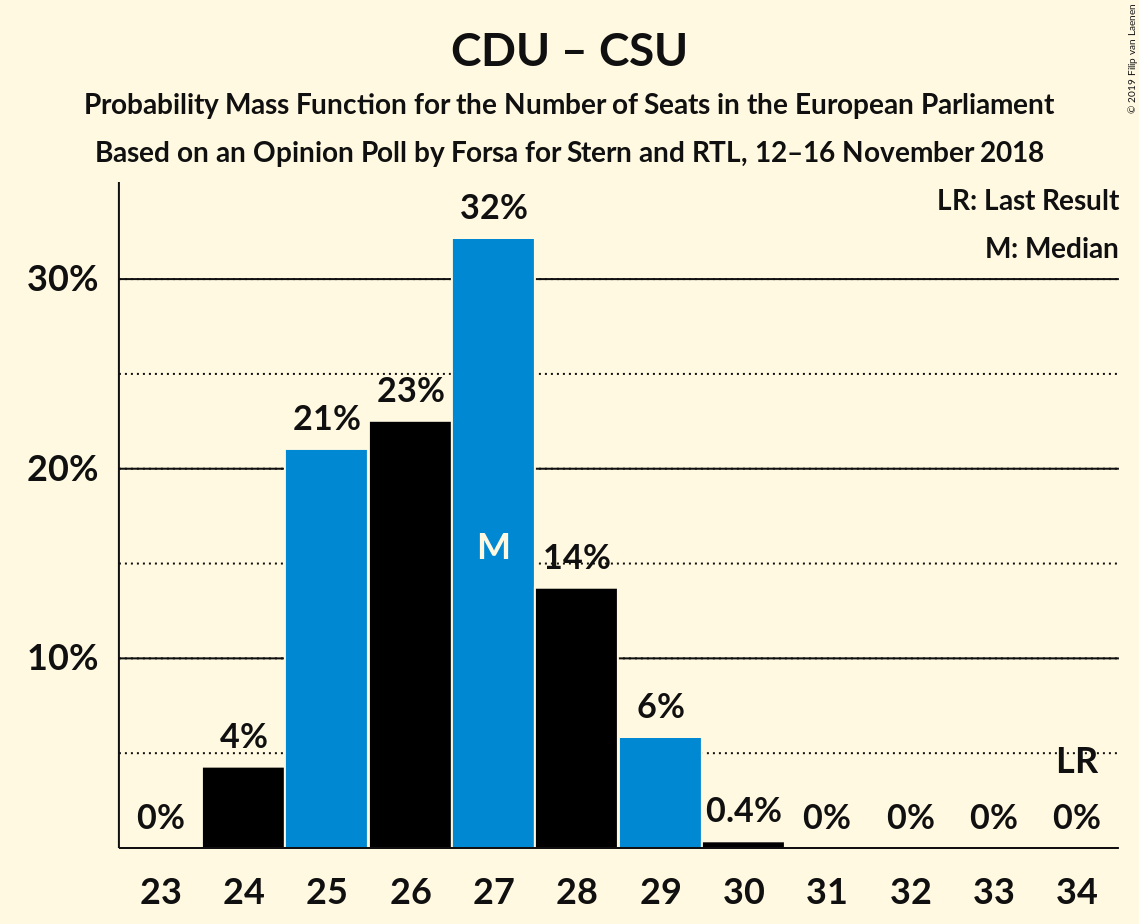 CDU – CSU
Probability Mass Function for the Number of Seats in the European Parliament
Based on an Opinion Poll by Forsa for Stern and RTL, 12–16 November 2018
© 2019 Filip van Laenen
LR: Last Result
M: Median
30%
20%
10%
0%
4%
21%
23%
32%
M
14%
6%
0.4%
0%
0%
0%
LR
0%
23 24 25 26 27 28 29 30 31 32 33 34